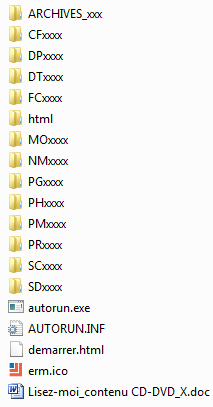 ARCHIVES_xxx
CFxxxx
DPxxxx
DTxxxx
FCxxxx
html
MOxxxx
NMxxxx
PGxxxx
PHxxxx
PMxxxx
PRxxxx
SCxxxx
SDxxxx
autorun.exe
AUTORUN.INF
demarrer.html
erm.ico
Lisez-moi_contenu CD-DVD_X.doc